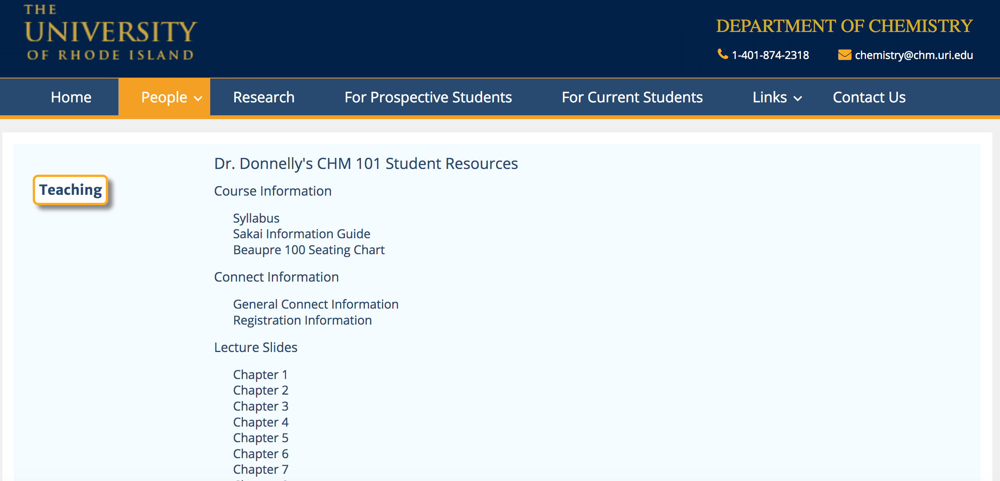 THE
UNIVERSITY
OF RHODE ISLAND
DEPARTMENT OF CHEMISTRY
1-401-874-2318 chemistry@chm.uri.edu
Home People Research For Prospective Students For Current Students Links Contact Us
Teaching
Dr. Donnelly's CHM 101 Student Resources
Course Information
Syllabus
Sakai Information Guide
Beaupre 100 Seating Chart
Connect Information
General Connect Information
Registration Information
Lecture Slides
Chapter 1
Chapter 2
Chapter 3
Chapter 4
Chapter 5
Chapter 6
Chapter 7